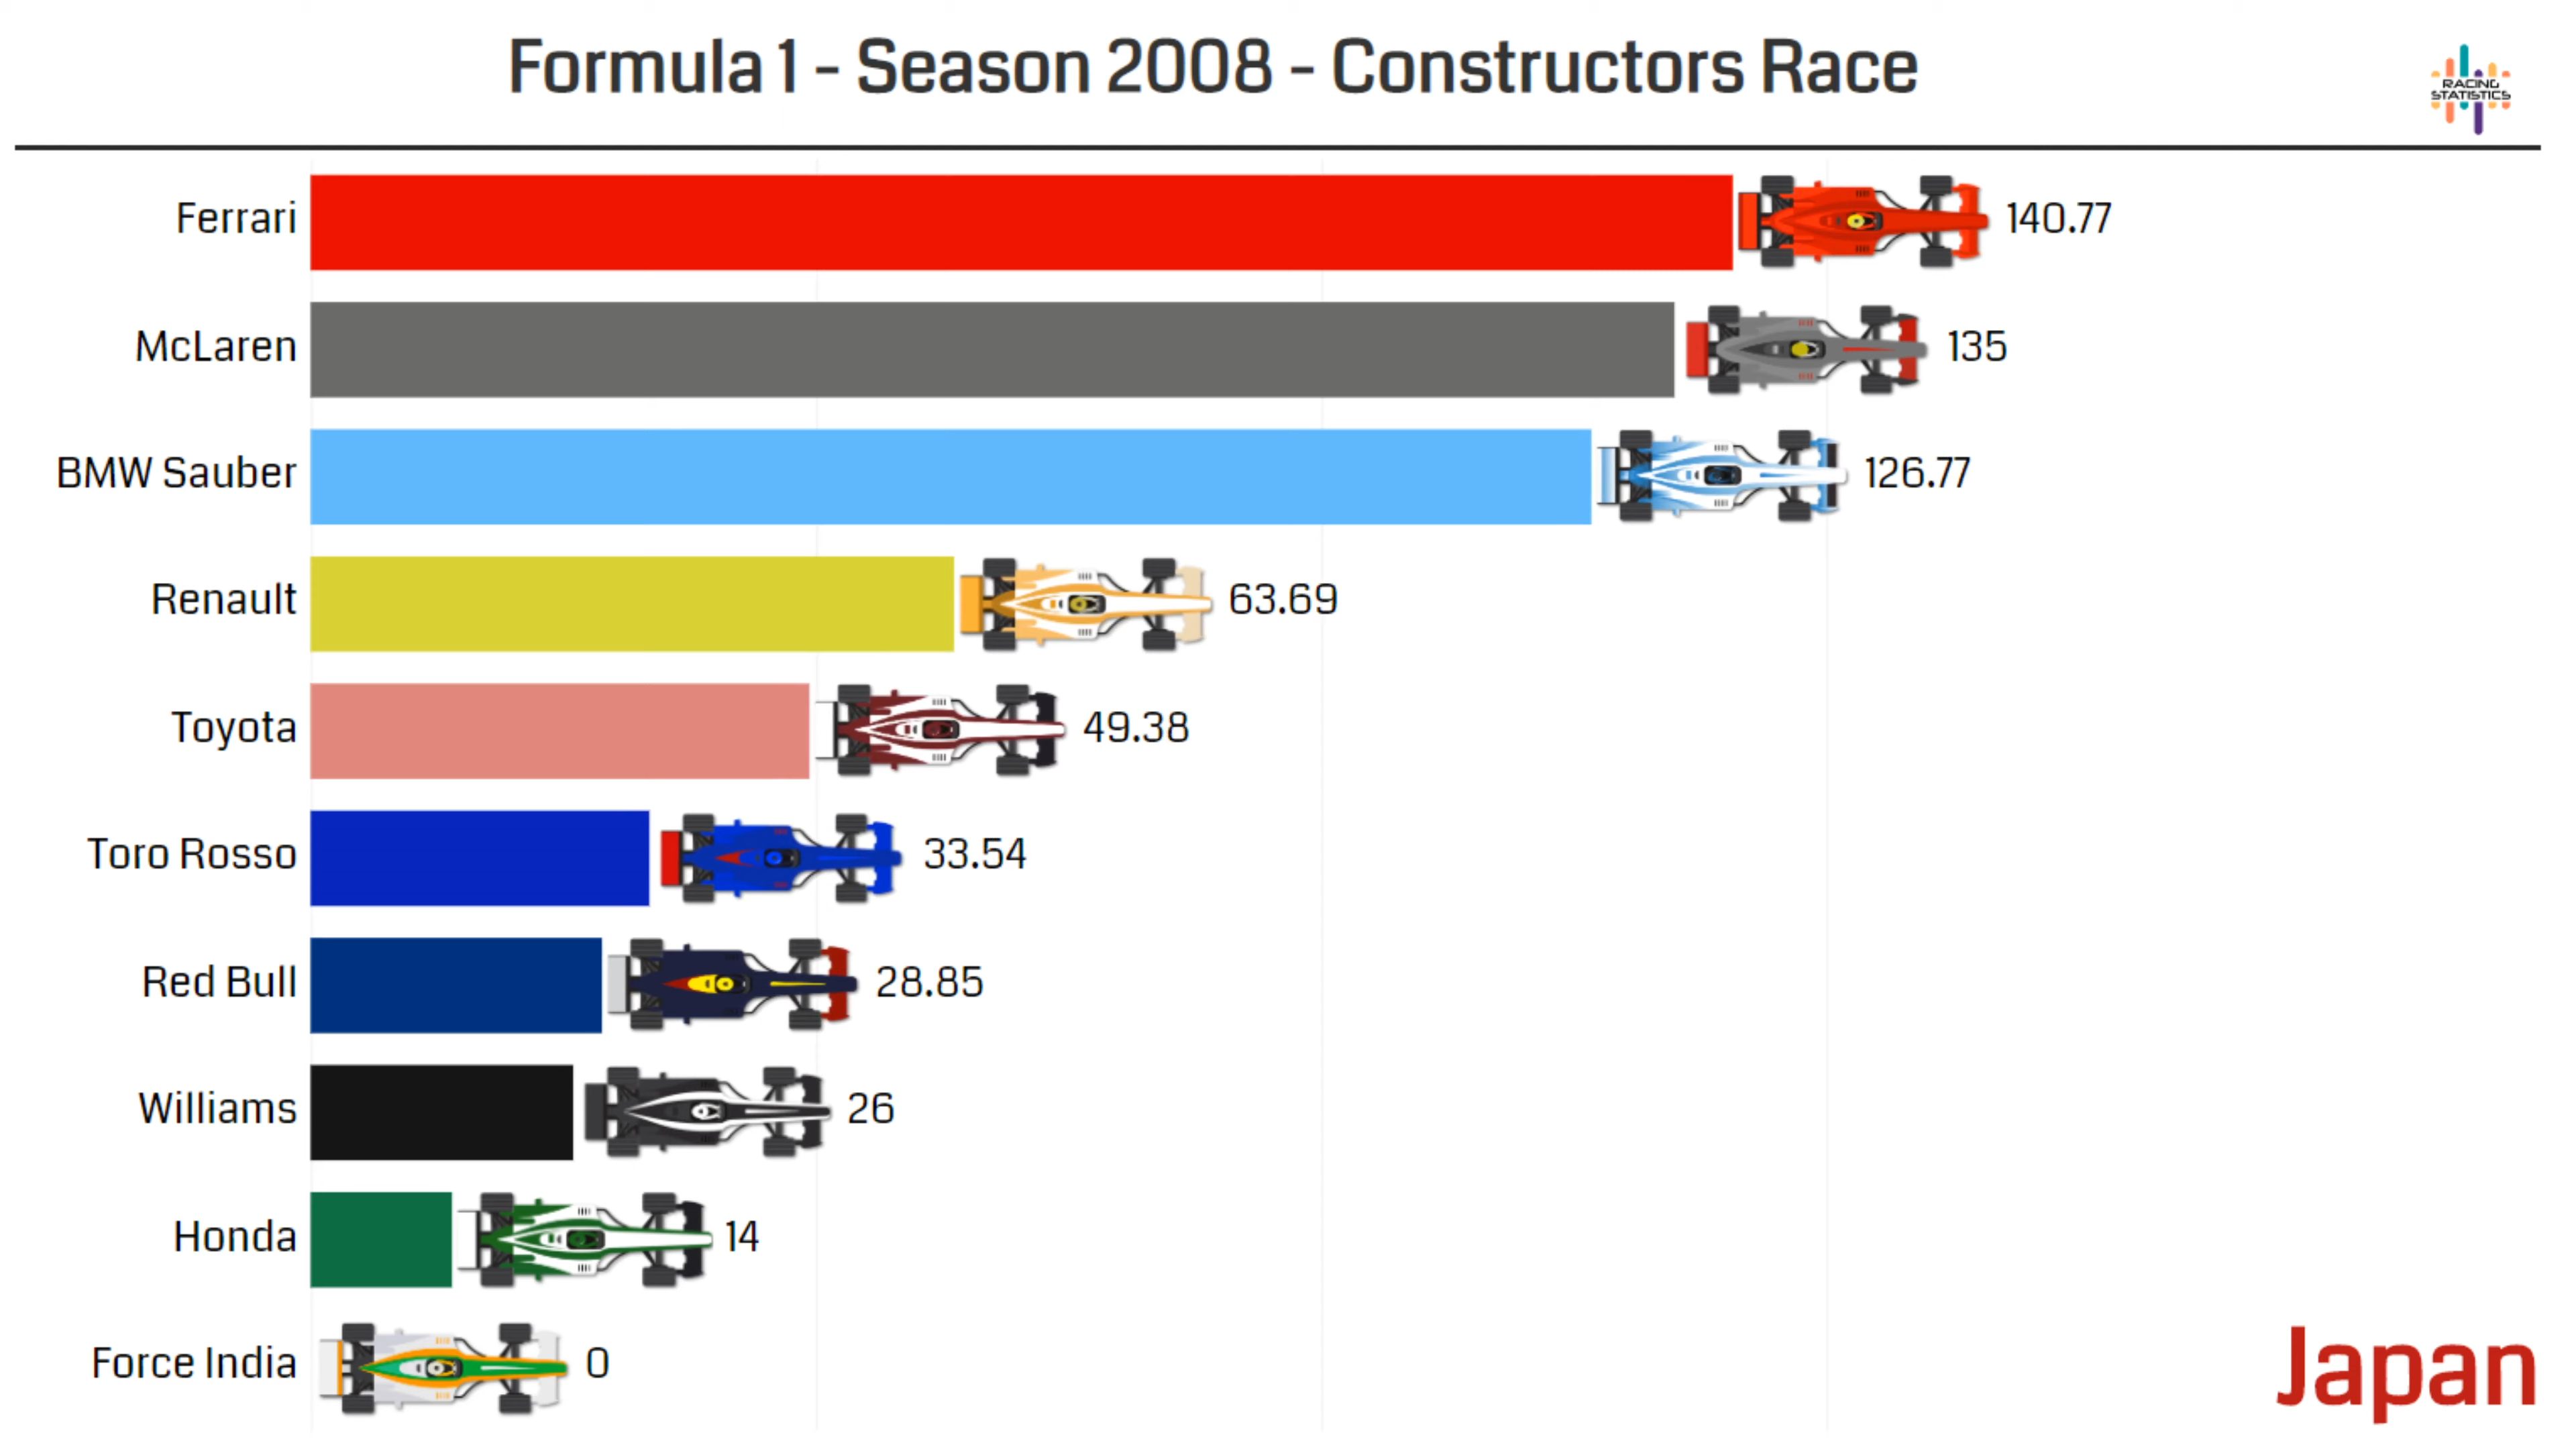 Formula 1 - Season 2008 - Constructors Race
RACING
STATISTICS
Ferrari 140.77
McLaren 135
BMW Sauber 126.77
Renault 63.69
Toyota 49.38
Toro Rosso 33.54
Red Bull 28.85
Williams 26
Honda 14
Force India 0
Japan